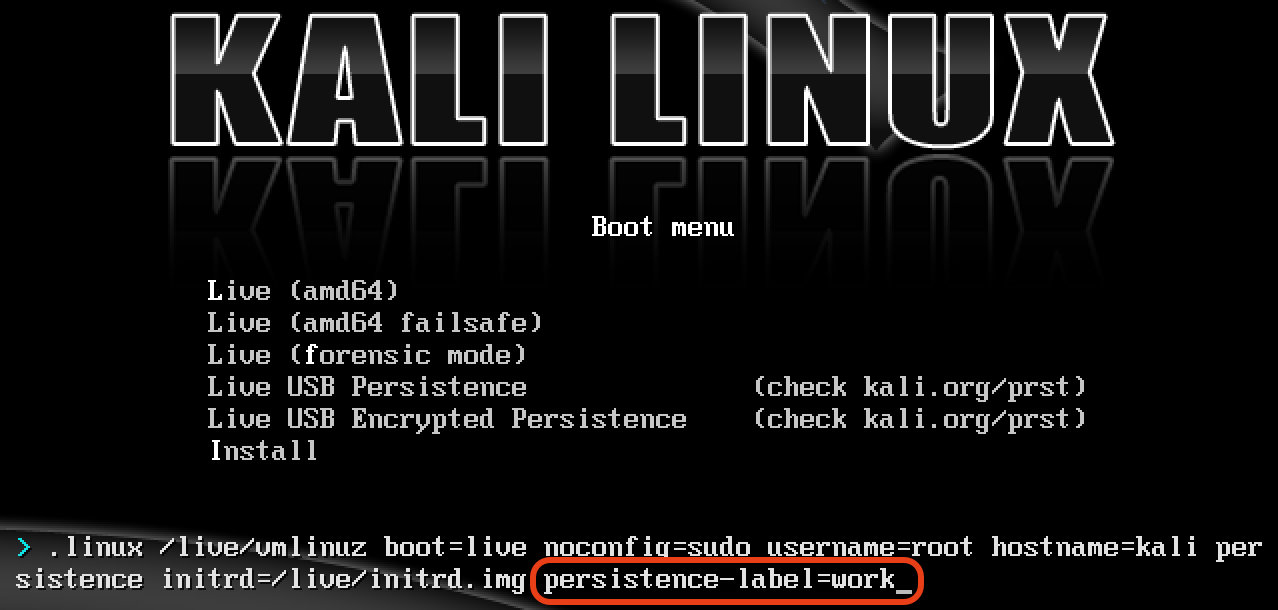 KALI LINUX
Boot menu
Live (amd64)
Live (amd64 failsafe)
Live (forensic mode)
Live USB Persistence (check kali.org/prst)
Live USB Encrypted Persistence (check kali.org/prst)
Install
> .linux /live/vmlinuz boot=live noconfig=sudo username=root hostname=kali per
sistence initrd=/live/initrd.img persistence-label=work_